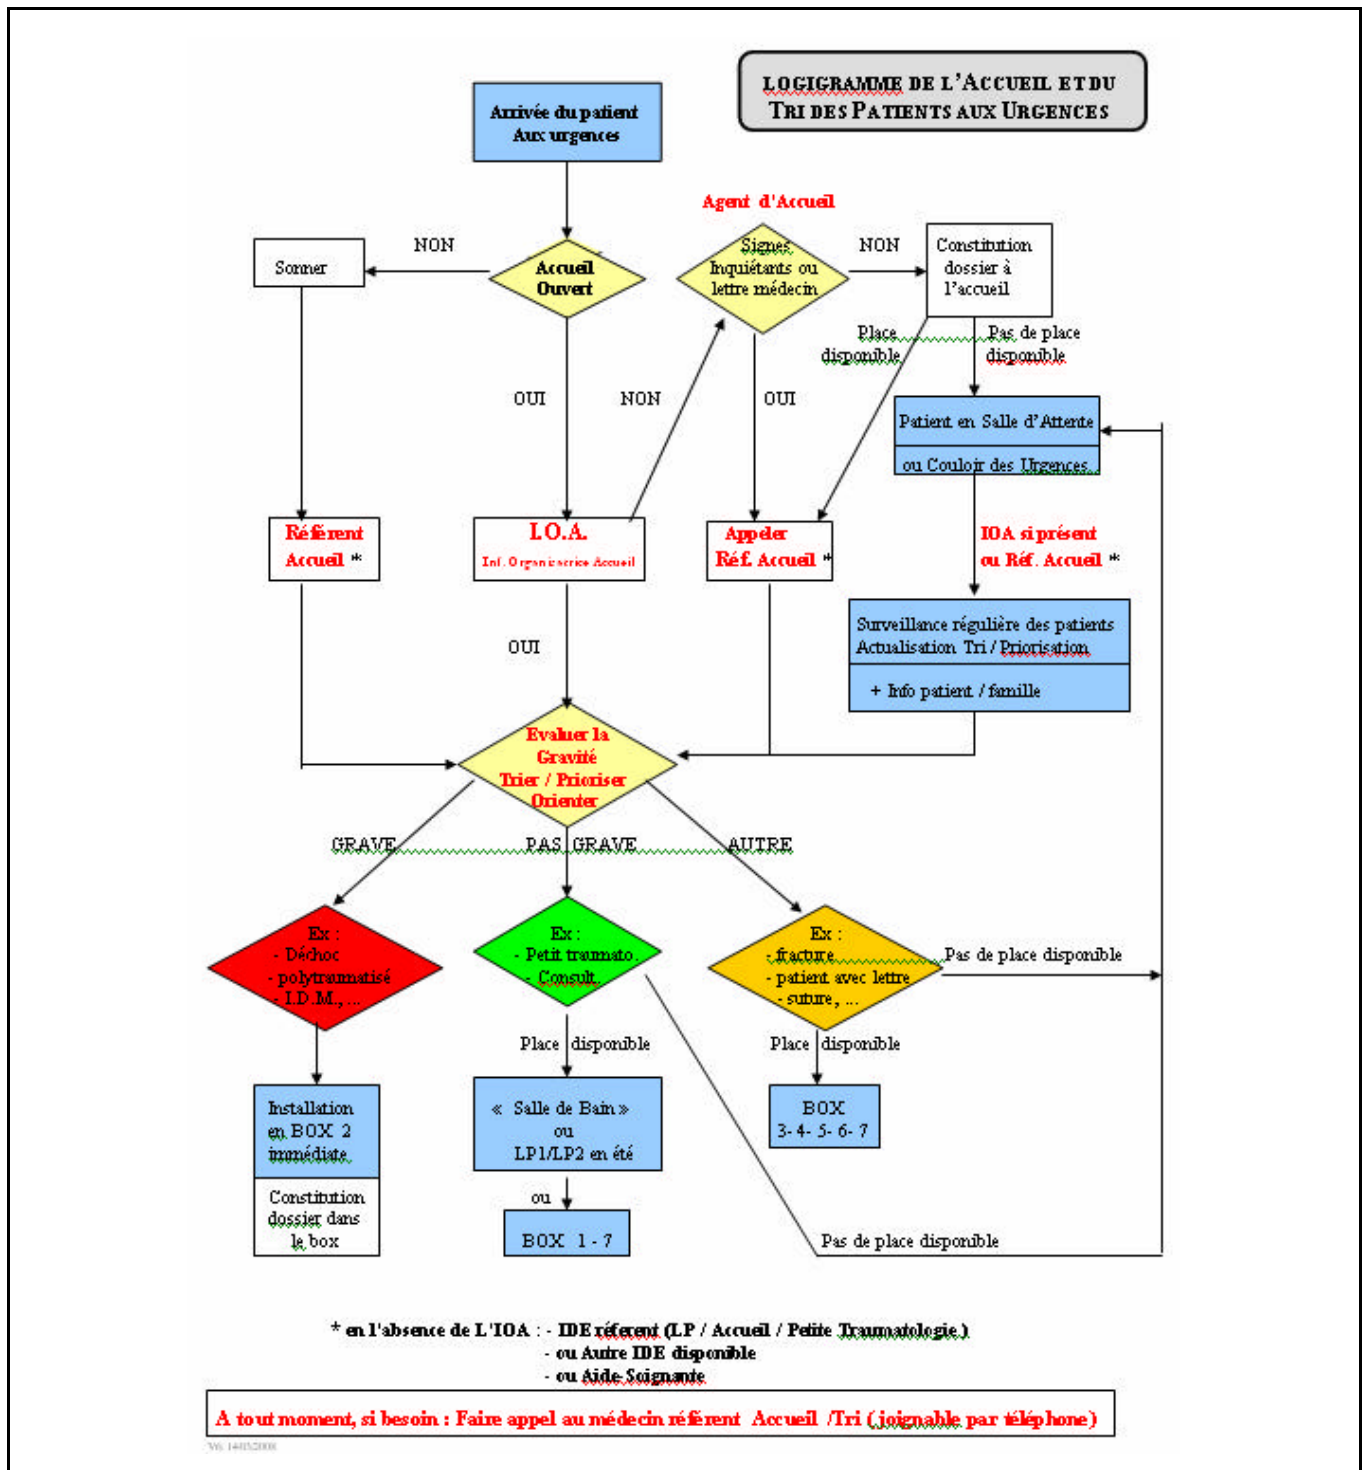 LOGIGRAMME DE L'ACCUEIL ET DU
TRI DES PATIENTS AUX URGENCES
Arrivée du patient
Aux urgences
Agent d'Accueil
Sonner
NON
Accueil
Ouvert
Signes
Inquiétants ou
lettre médecin
NON
Constitution
dossier à
l'accueil
Place
disponible
Pas de place
disponible
OUI
NON
OUI
Patient en Salle d'Attente
ou Couloir des Urgences
Référent
Accueil *
I.O.A.
Inf. Organisatrice Accueil
Appeler
Réf. Accueil *
IOA si présent
ou Réf. Accueil *
OUI
Surveillance régulière des patients
Actualisation Tri / Priorisation
+ Info patient / famille
Evaluer la
Gravité
Trier / Prioriser
Orienter
GRAVE
PAS GRAVE
AUTRE
Ex :
- Déchoc
- polytraumatisé
- I.D.M., ...
Ex :
- Petit traumato.
- Consult.
Ex :
- fracture
- patient avec lettre
- suture, ...
Pas de place disponible
Place disponible
Place disponible
Installation
en BOX 2
immédiate
Constitution
dossier dans
le box
« Salle de Bain »
ou
LP1/LP2 en été
ou
BOX 1 - 7
BOX
3- 4- 5- 6- 7
Pas de place disponible
* en l'absence de L'IOA : - IDE réferent (LP / Accueil / Petite Traumatologie )
- ou Autre IDE disponible
- ou Aide-Soignante
A tout moment, si besoin : Faire appel au médecin référent Accueil /Tri ( joignable par téléphone)
V6 14/03/2008